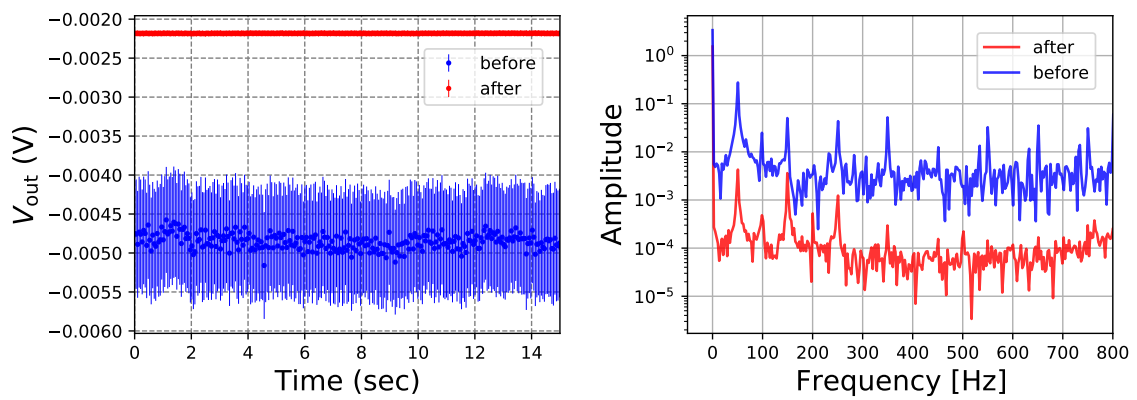 −0.0020
−0.0025
−0.0030
−0.0035
−0.0040
−0.0045
−0.0050
−0.0055
−0.0060
V_out (V)
0 2 4 6 8 10 12 14
Time (sec)
before
after
10^0
10^−1
10^−2
10^−3
10^−4
10^−5
Amplitude
0 100 200 300 400 500 600 700 800
Frequency [Hz]
after
before